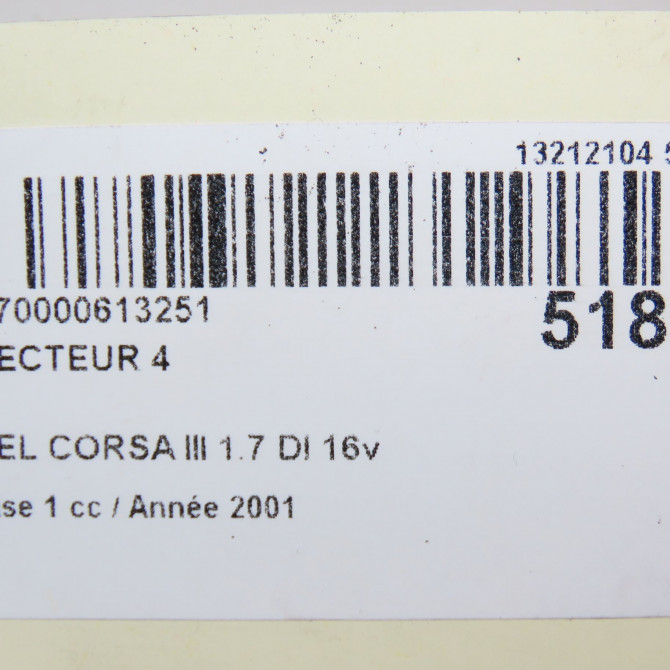 13212104 5
70000613251
518
ECTEUR 4
EL CORSA III 1.7 DI 16v
se 1 cc / Année 2001